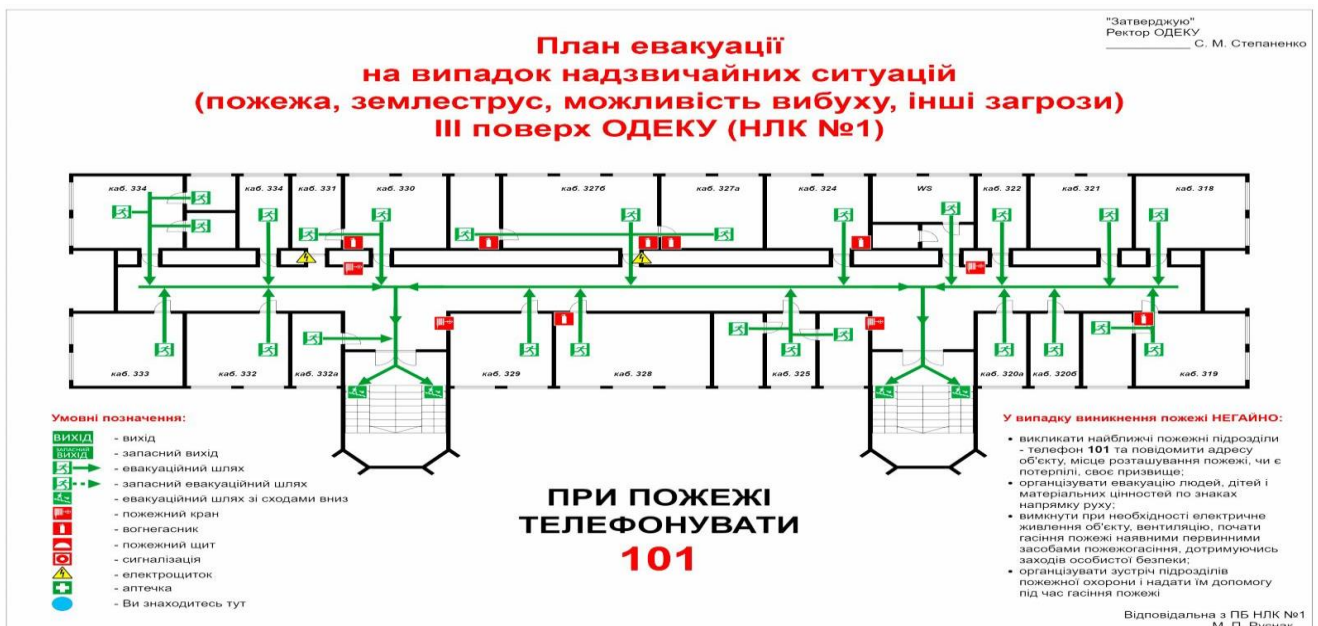 "Затверджую"
Ректор ОДЕКУ
__________ С. М. Степаненко
План евакуації
на випадок надзвичайних ситуацій
(пожежа, землеструс, можливість вибуху, інші загрози)
III поверх ОДЕКУ (НЛК №1)
каб. 334
каб. 334
каб. 331
каб. 330
каб. 327б
каб. 327а
каб. 324
WS
каб. 322
каб. 321
каб. 318
каб. 333
каб. 332
каб. 332а
каб. 329
каб. 328
каб. 325
каб. 320а
каб. 320б
каб. 319
Умовні позначення:
ВИХІД - вихід
ЗАПАСНИЙ ВИХІД - запасний вихід
- евакуаційний шлях
- запасний евакуаційний шлях
- евакуаційний шлях зі сходами вниз
- пожежний кран
- вогнегасник
- пожежний щит
- сигналізація
- електрощиток
- аптечка
- Ви знаходитесь тут
ПРИ ПОЖЕЖІ
ТЕЛЕФОНУВАТИ
101
У випадку виникнення пожежі НЕГАЙНО:
• викликати найближчі пожежні підрозділи
- телефон 101 та повідомити адресу
об'єкту, місце розташування пожежі, чи є
потерпілі, своє призвище;
• організувати евакуацію людей, дітей і
матеріальних цінностей по знаках
напрямку руху;
• вимкнути при необхідності електричне
живлення об'єкту, вентиляцію, почати
гасіння пожежі наявними первинними
засобами пожежогасіння, дотримуючись
заходів особистої безпеки;
• організувати зустріч підрозділів
пожежної охорони і надати їм допомогу
під час гасіння пожежі
Відповідальна з ПБ НЛК №1
М. П. Руснак